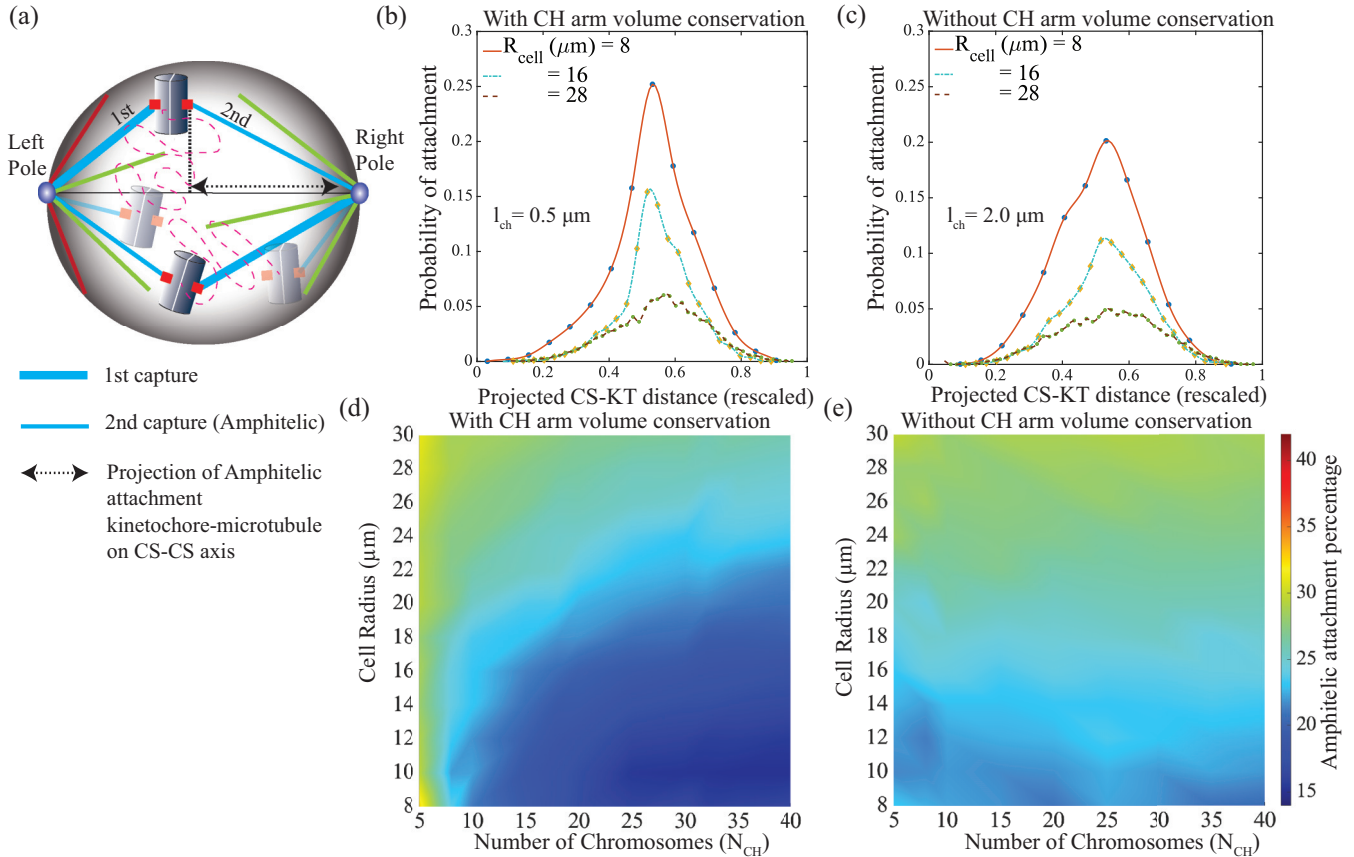 (a)
1st
2nd
Left
Pole
Right
Pole
1st capture
2nd capture (Amphitelic)
Projection of Amphitelic
attachment
kinetochore-microtubule
on CS-CS axis
(b)
With CH arm volume conservation
Probability of attachment
0.3
0.25
0.2
0.15
0.1
0.05
0
R_cell (μm) = 8
= 16
= 28
l_ch = 0.5 μm
0 0.2 0.4 0.6 0.8 1
Projected CS-KT distance (rescaled)
(c)
Without CH arm volume conservation
Probability of attachment
0.3
0.25
0.2
0.15
0.1
0.05
0
R_cell (μm) = 8
= 16
= 28
l_ch = 2.0 μm
0 0.2 0.4 0.6 0.8 1
Projected CS-KT distance (rescaled)
(d)
With CH arm volume conservation
Cell Radius (μm)
30
28
26
24
22
20
18
16
14
12
10
8
5 10 15 20 25 30 35 40
Number of Chromosomes (N_CH)
(e)
Without CH arm volume conservation
Cell Radius (μm)
30
28
26
24
22
20
18
16
14
12
10
8
5 10 15 20 25 30 35 40
Number of Chromosomes (N_CH)
40
35
30
25
20
15
Amphitelic attachment percentage